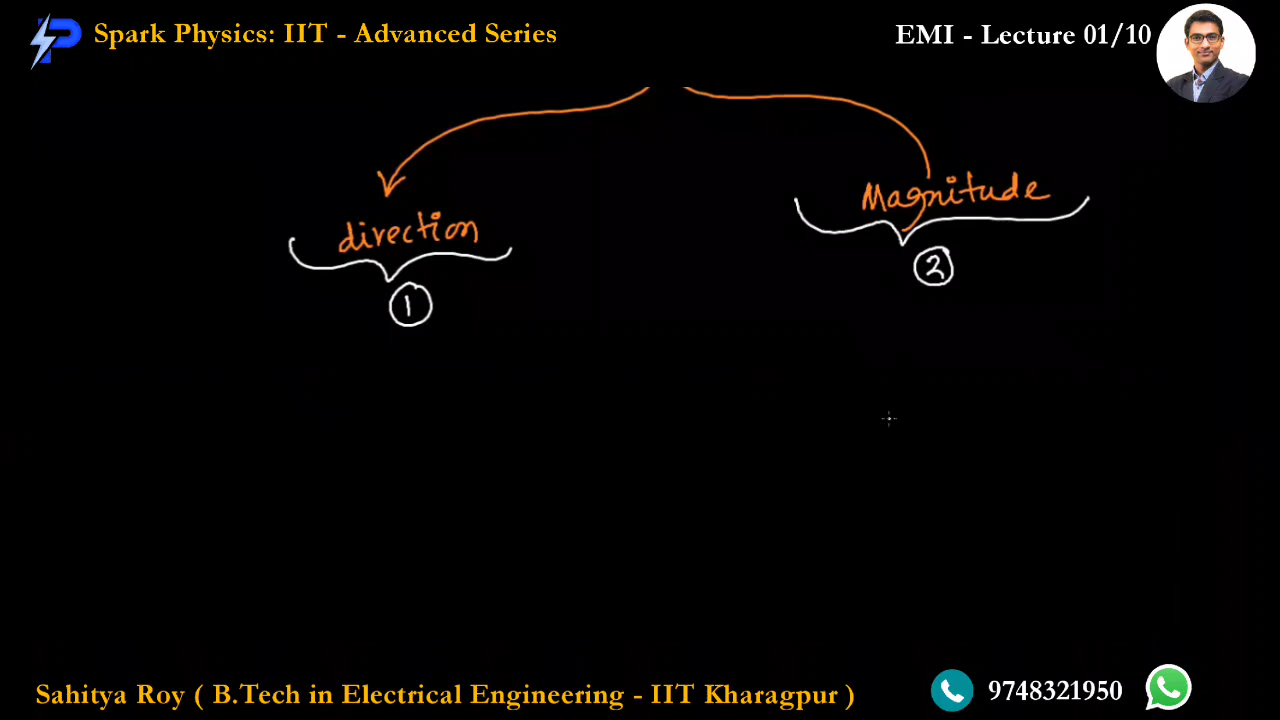 Spark Physics: IIT - Advanced Series
EMI - Lecture 01/10
Magnitude
direction
2
1
Sahitya Roy ( B.Tech in Electrical Engineering - IIT Kharagpur )
9748321950